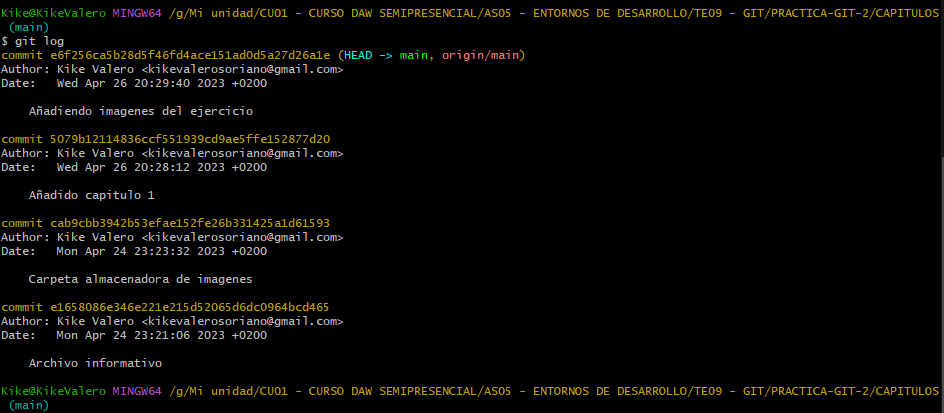 Kike@KikeValero MINGW64 /g/Mi unidad/CU01 - CURSO DAW SEMIPRESENCIAL/AS05 - ENTORNOS DE DESARROLLO/TE09 - GIT/PRACTICA-GIT-2/CAPITULOS
(main)
$ git log
commit e6f256ca5b28d5f46fd4ace151ad0d5a27d26a1e (HEAD -> main, origin/main)
Author: Kike Valero <kikevalerosoriano@gmail.com>
Date:   Wed Apr 26 20:29:40 2023 +0200
Añadiendo imagenes del ejercicio
commit 5079b12114836ccf551939cd9ae5ffe152877d20
Author: Kike Valero <kikevalerosoriano@gmail.com>
Date:   Wed Apr 26 20:28:12 2023 +0200
Añadido capitulo 1
commit cab9cbb3942b53efae152fe26b331425a1d61593
Author: Kike Valero <kikevalerosoriano@gmail.com>
Date:   Mon Apr 24 23:23:32 2023 +0200
Carpeta almacenadora de imagenes
commit e1658086e346e221e215d52065d6dc0964bcd465
Author: Kike Valero <kikevalerosoriano@gmail.com>
Date:   Mon Apr 24 23:21:06 2023 +0200
Archivo informativo
Kike@KikeValero MINGW64 /g/Mi unidad/CU01 - CURSO DAW SEMIPRESENCIAL/AS05 - ENTORNOS DE DESARROLLO/TE09 - GIT/PRACTICA-GIT-2/CAPITULOS
(main)